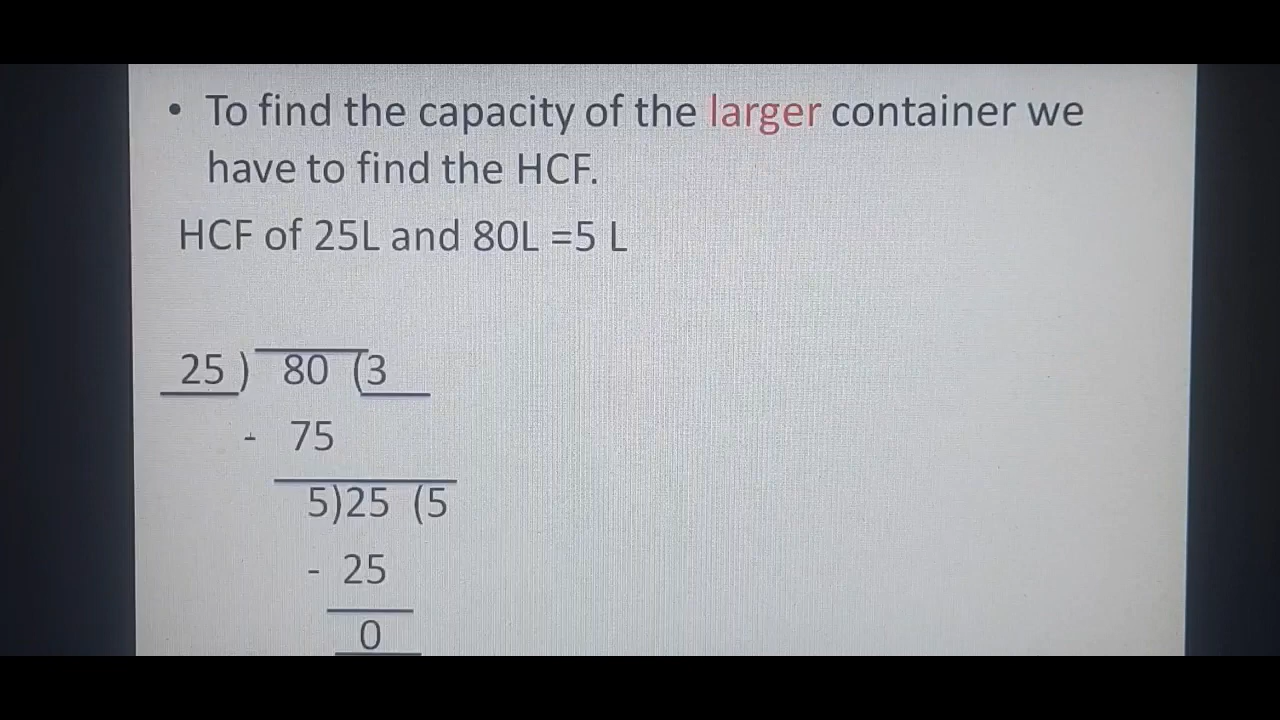 • To find the capacity of the larger container we
have to find the HCF.
HCF of 25L and 80L =5 L
25) 80 (3
- 75
5)25 (5
- 25
0